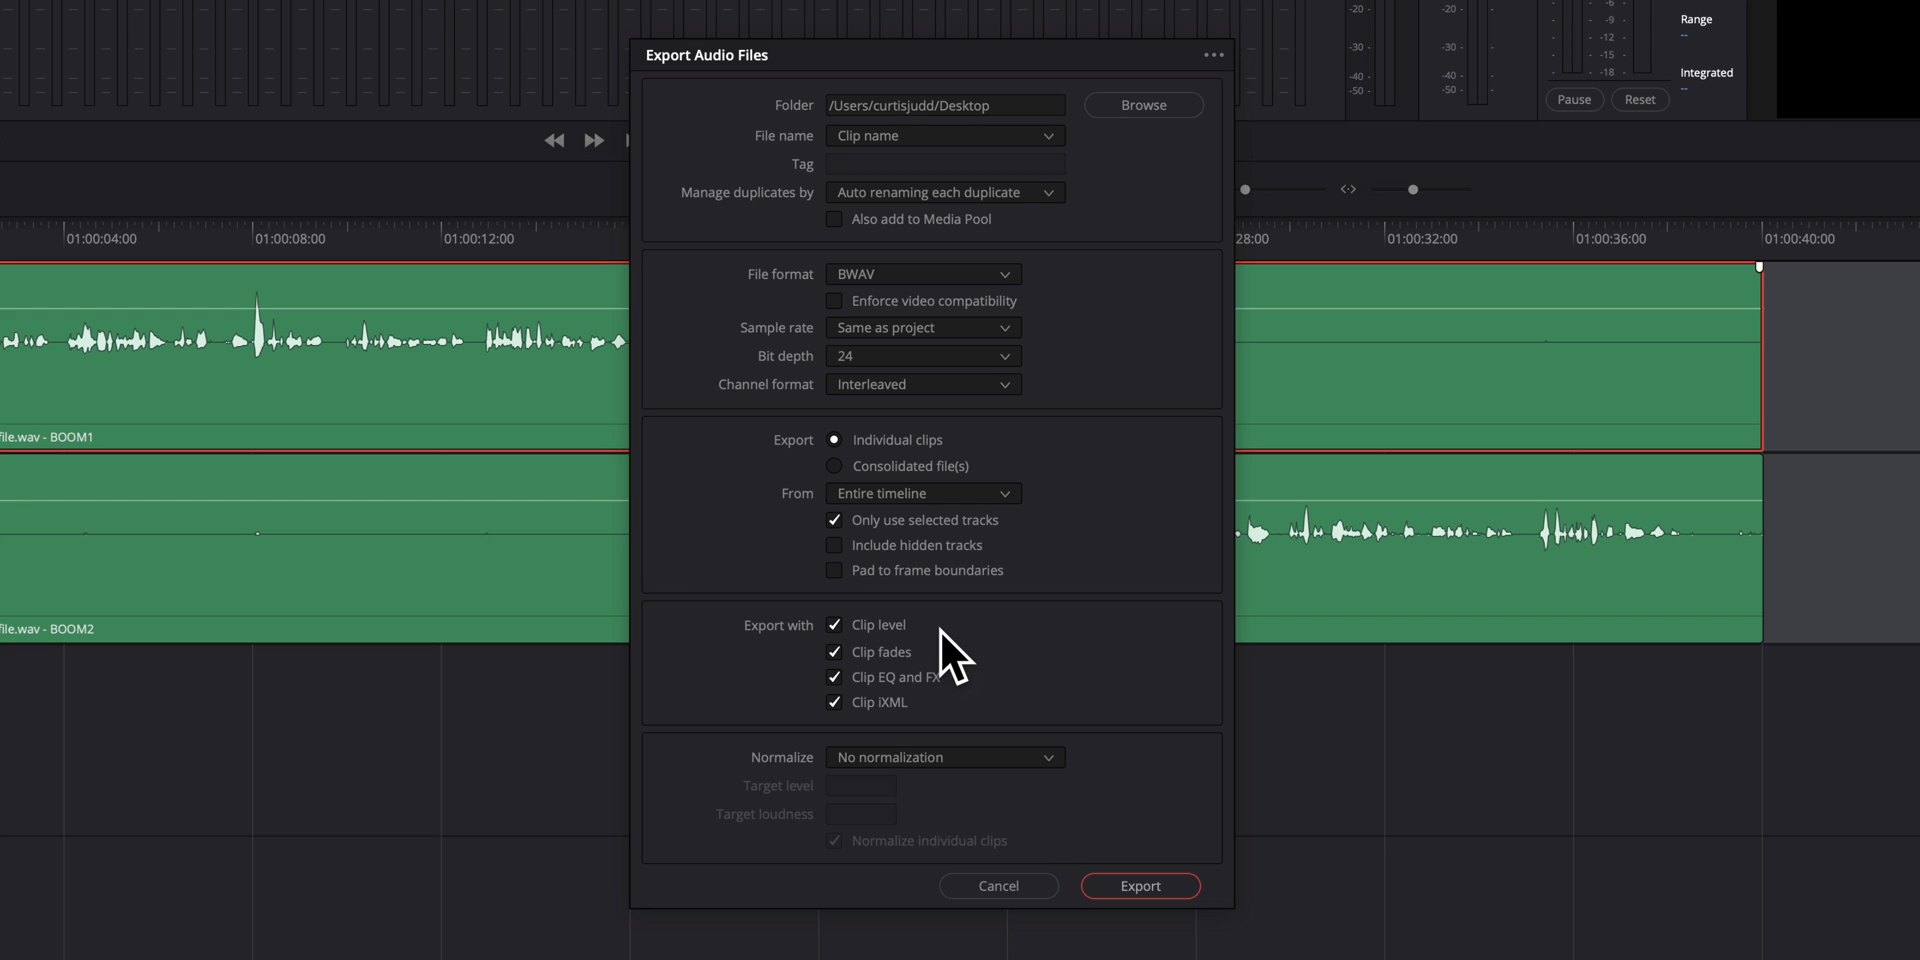 -20 -
-20 -
-6
-9
-12
-15
-18
-30 -
-30 -
-40 -
-40 -
-50 -
-50 -
Range
--
Integrated
--
Pause
Reset
Export Audio Files
Folder /Users/curtisjudd/Desktop Browse
File name Clip name
Tag
Manage duplicates by Auto renaming each duplicate
Also add to Media Pool
01:00:04:00 01:00:08:00 01:00:12:00 28:00 01:00:32:00 01:00:36:00 01:00:40:00
File format BWAV
Enforce video compatibility
Sample rate Same as project
Bit depth 24
Channel format Interleaved
file.wav - BOOM1
Export Individual clips
Consolidated file(s)
From Entire timeline
Only use selected tracks
Include hidden tracks
Pad to frame boundaries
file.wav - BOOM2
Export with Clip level
Clip fades
Clip EQ and FX
Clip iXML
Normalize No normalization
Target level
Target loudness
Normalize individual clips
Cancel Export